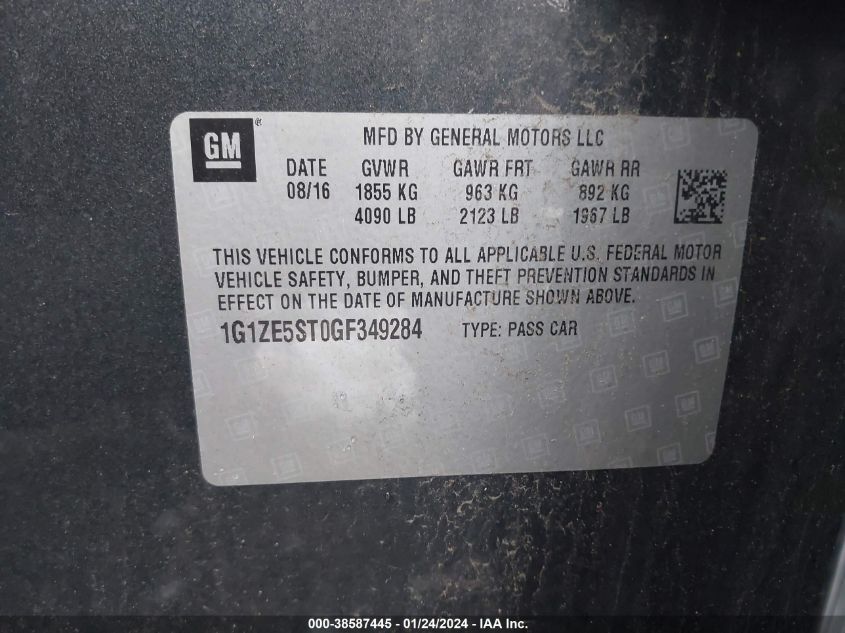 GM ®
MFD BY GENERAL MOTORS LLC
DATE GVWR GAWR FRT GAWR RR
08/16 1855 KG 963 KG 892 KG
4090 LB 2123 LB 1967 LB
THIS VEHICLE CONFORMS TO ALL APPLICABLE U.S. FEDERAL MOTOR
VEHICLE SAFETY, BUMPER, AND THEFT PREVENTION STANDARDS IN
EFFECT ON THE DATE OF MANUFACTURE SHOWN ABOVE.
1G1ZE5ST0GF349284 TYPE: PASS CAR
000-38587445 - 01/24/2024 - IAA Inc.